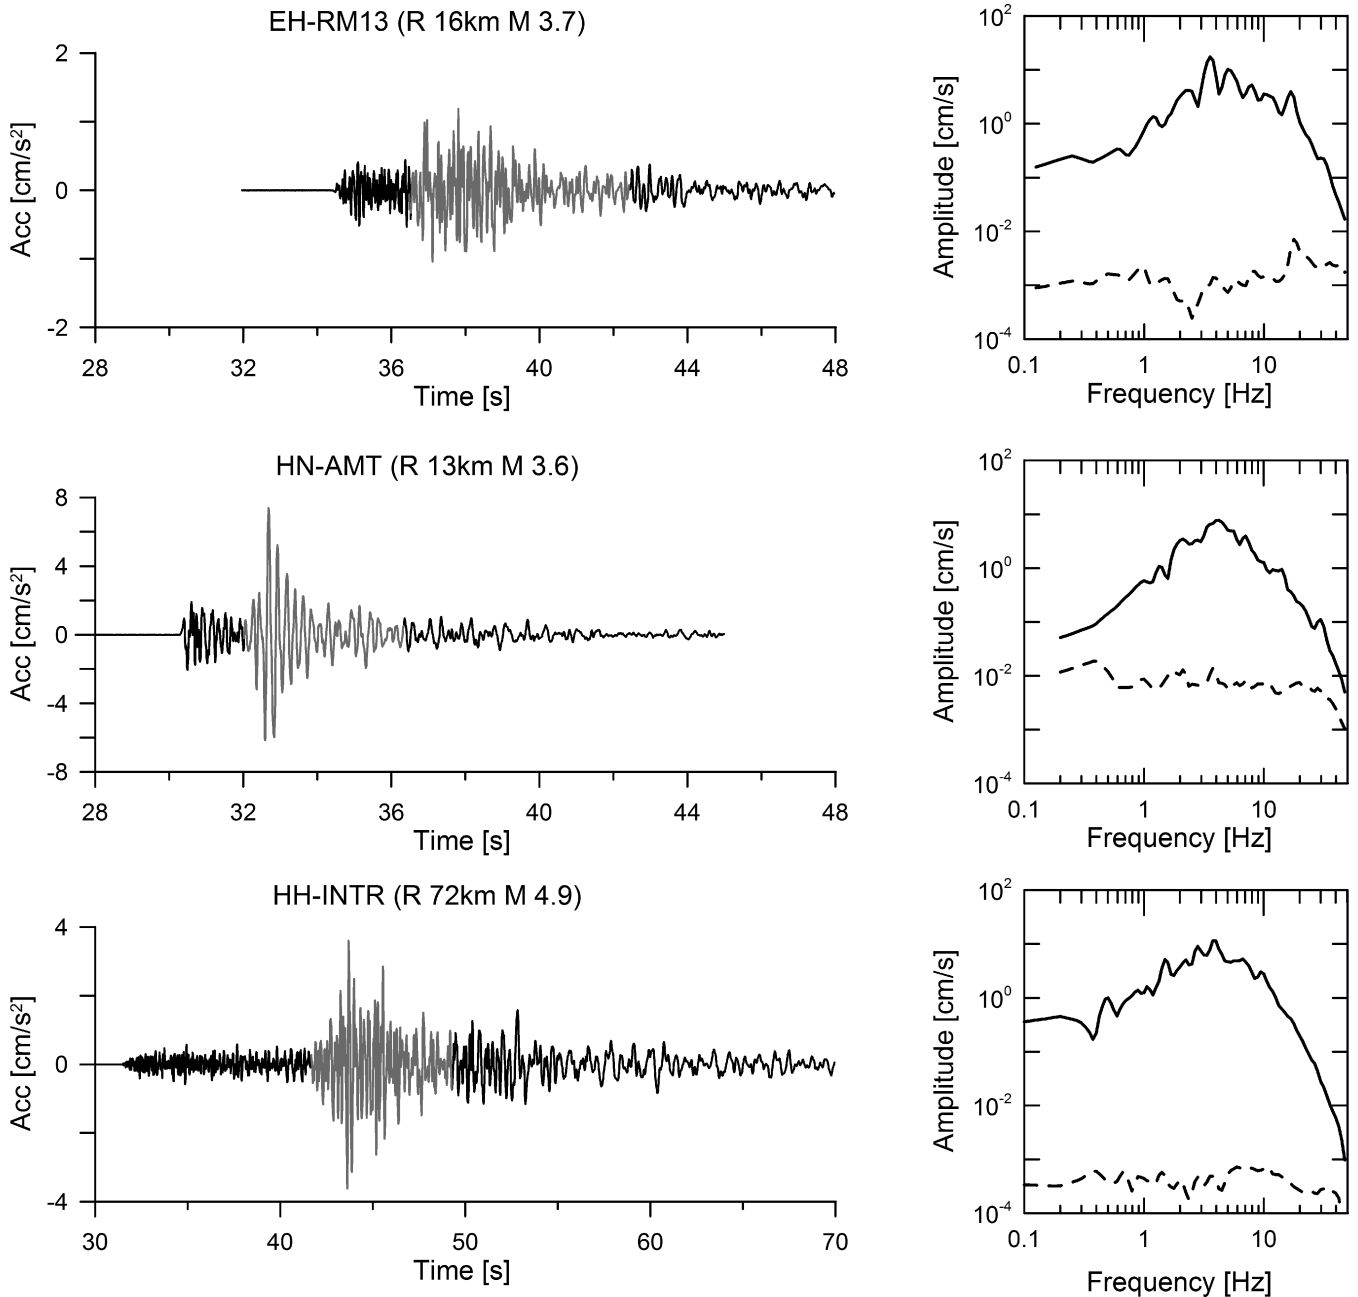 EH-RM13 (R 16km M 3.7)
2
0
-2
Acc [cm/s²]
28 32 36 40 44 48
Time [s]
10²
10⁰
10⁻²
10⁻⁴
Amplitude [cm/s]
0.1 1 10
Frequency [Hz]
HN-AMT (R 13km M 3.6)
8
4
0
-4
-8
Acc [cm/s²]
28 32 36 40 44 48
Time [s]
10²
10⁰
10⁻²
10⁻⁴
Amplitude [cm/s]
0.1 1 10
Frequency [Hz]
HH-INTR (R 72km M 4.9)
4
0
-4
Acc [cm/s²]
30 40 50 60 70
Time [s]
10²
10⁰
10⁻²
10⁻⁴
Amplitude [cm/s]
0.1 1 10
Frequency [Hz]